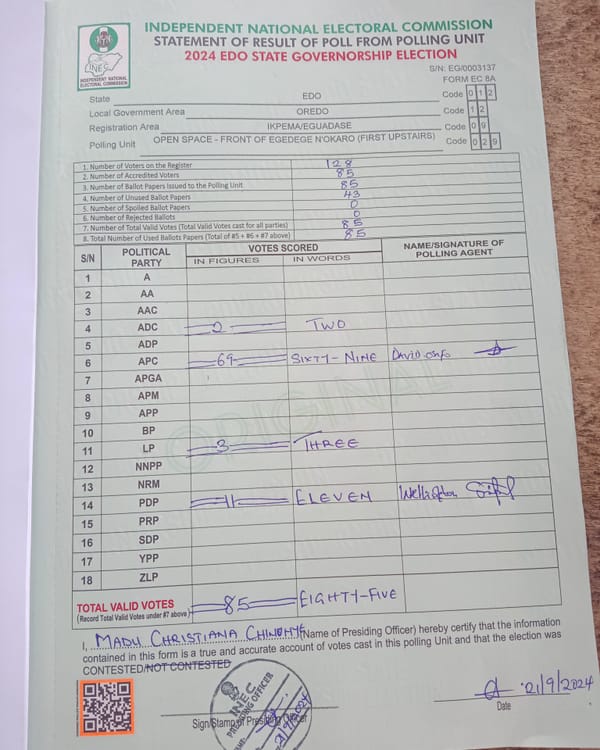 INDEPENDENT NATIONAL ELECTORAL COMMISSION
STATEMENT OF RESULT OF POLL FROM POLLING UNIT
2024 EDO STATE GOVERNORSHIP ELECTION
INEC
INDEPENDENT NATIONAL
ELECTORAL COMMISSION
S/N: EG/0003137
FORM EC 8A
State EDO Code 0 1 2
Local Government Area OREDO Code 1 2
Registration Area IKPEMA/EGUADASE Code 0 9
Polling Unit OPEN SPACE - FRONT OF EGEDEGE N'OKARO (FIRST UPSTAIRS) Code 0 2 9
1. Number of Voters on the Register 128
2. Number of Accredited Voters 85
3. Number of Ballot Papers Issued to the Polling Unit 85
4. Number of Unused Ballot Papers 43
5. Number of Spoiled Ballot Papers 0
6. Number of Rejected Ballots 0
7. Number of Total Valid Votes (Total Valid Votes cast for all parties) 85
8. Total Number of Used Ballots Papers (Total of #5 + #6 + #7 above) 85
S/N POLITICAL PARTY VOTES SCORED NAME/SIGNATURE OF POLLING AGENT
IN FIGURES IN WORDS
1 A
2 AA
3 AAC
4 ADC 2 TWO
5 ADP
6 APC 69 SIXTY-NINE David
7 APGA
8 APM
9 APP
10 BP
11 LP 3 THREE
12 NNPP
13 NRM
14 PDP 11 ELEVEN
15 PRP
16 SDP
17 YPP
18 ZLP
ORIGINAL
TOTAL VALID VOTES 85 EIGHTY-FIVE
(Record Total Valid Votes under #7 above)
I, MADU CHRISTIANA CHINONYE (Name of Presiding Officer) hereby certify that the information
contained in this form is a true and accurate account of votes cast in this polling Unit and that the election was
CONTESTED/NOT CONTESTED
INEC
PRESIDING OFFICER
21/9/2024
Sign/Stamp of Presiding Officer
21/9/2024
Date